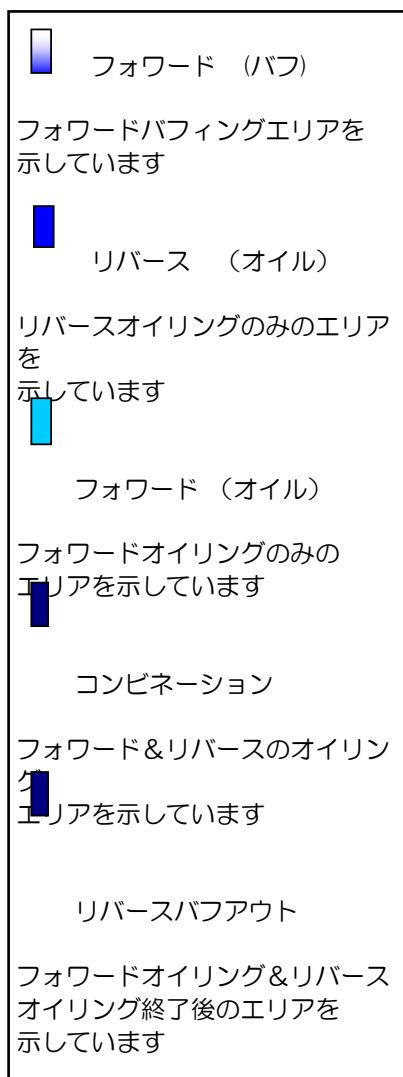 フォワード (バフ)
フォワードバフィングエリアを
示しています
リバース （オイル）
リバースオイリングのみのエリア
を
示しています
フォワード （オイル）
フォワードオイリングのみの
エリアを示しています
コンビネーション
フォワード＆リバースのオイリン
グ
エリアを示しています
リバースバフアウト
フォワードオイリング＆リバース
オイリング終了後のエリアを
示しています